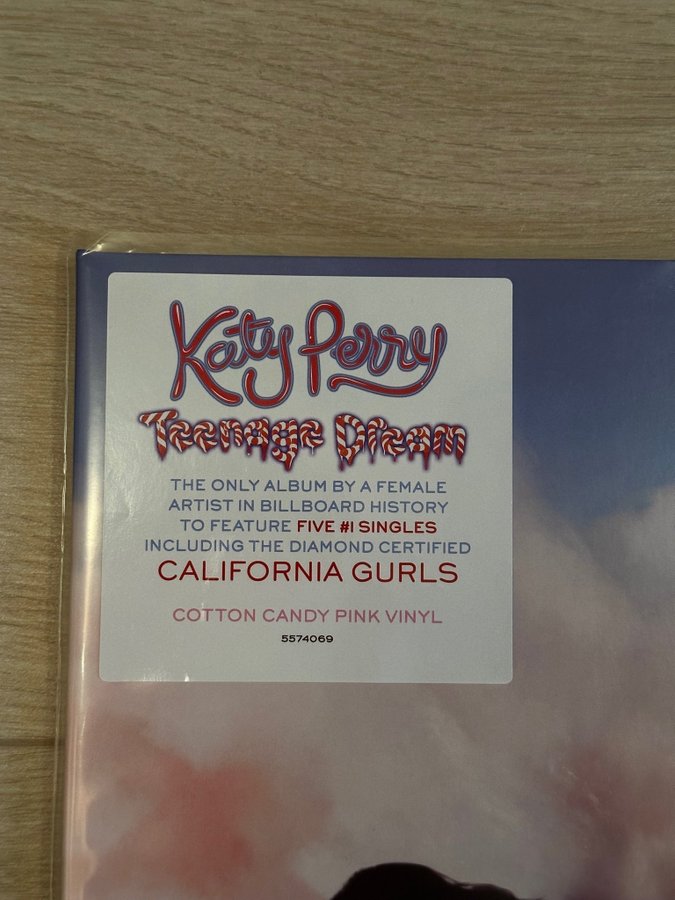 Katy Perry
Teenage Dream
THE ONLY ALBUM BY A FEMALE
ARTIST IN BILLBOARD HISTORY
TO FEATURE FIVE #1 SINGLES
INCLUDING THE DIAMOND CERTIFIED
CALIFORNIA GURLS
COTTON CANDY PINK VINYL
5574069